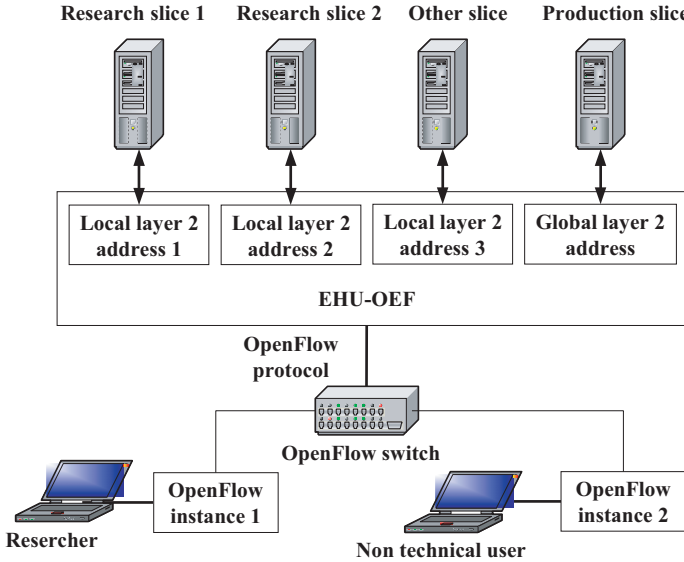 Research slice 1
Research slice 2
Other slice
Production slice
Local layer 2
address 1
Local layer 2
address 2
Local layer 2
address 3
Global layer 2
address
EHU-OEF
OpenFlow
protocol
OpenFlow switch
OpenFlow
instance 1
OpenFlow
instance 2
Resercher
Non technical user